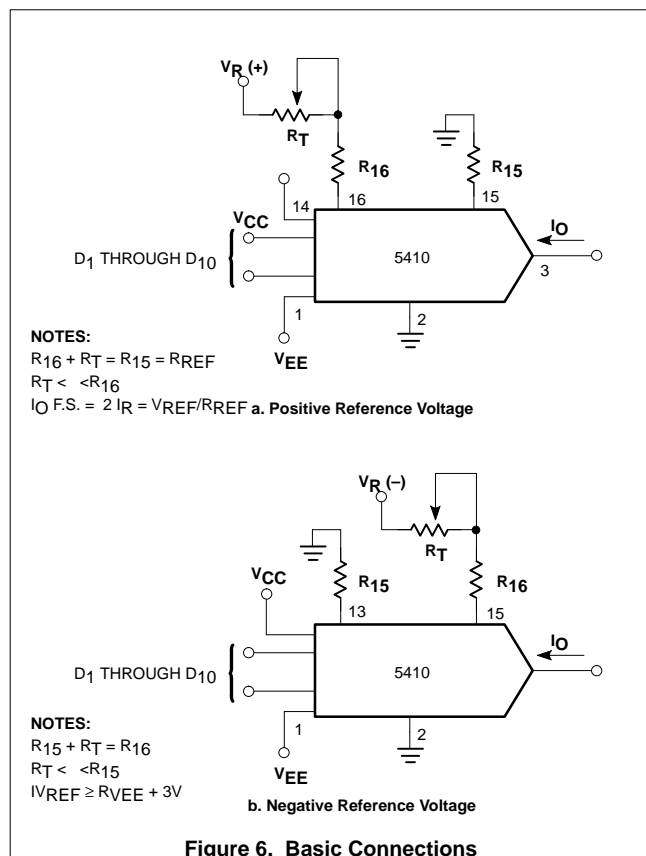 VR (+)
RT
R16
R15
14
16
15
VCC
D1 THROUGH D10
5410
IO
3
1
2
VEE
NOTES:
R16 + RT = R15 = RREF
RT < <R16
IO F.S. = 2 IR = VREF/RREF
a. Positive Reference Voltage
VR (–)
RT
R15
R16
VCC
13
15
D1 THROUGH D10
5410
IO
1
2
VEE
NOTES:
R15 + RT = R16
RT < <R15
IVREF ≥ RVEE + 3V
b. Negative Reference Voltage
Figure 6. Basic Connections